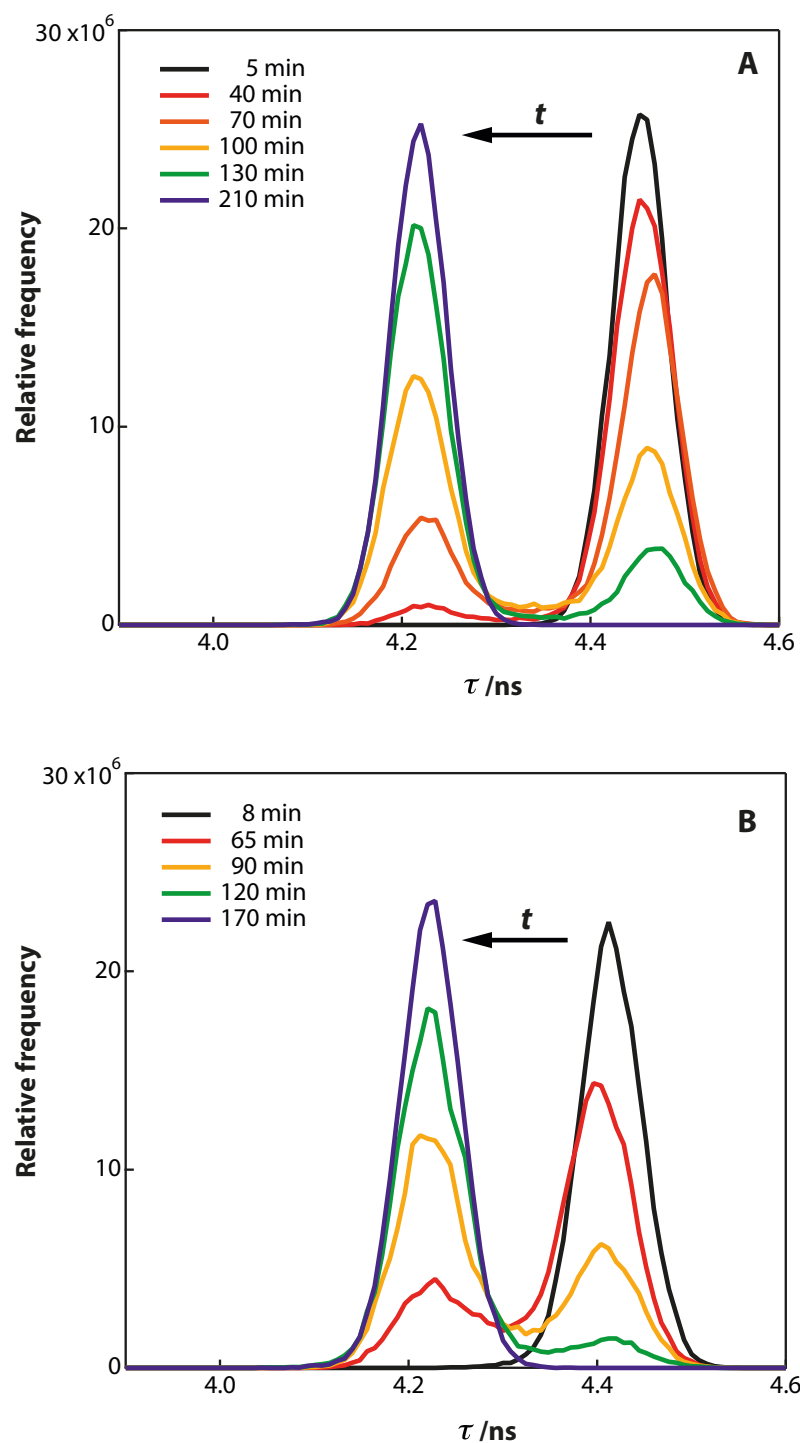 30 x10⁶
A
5 min
40 min
70 min
100 min
130 min
210 min
t
20
10
0
Relative frequency
4.0 4.2 4.4 4.6
τ /ns
30 x10⁶
B
8 min
65 min
90 min
120 min
170 min
t
20
10
0
Relative frequency
4.0 4.2 4.4 4.6
τ /ns